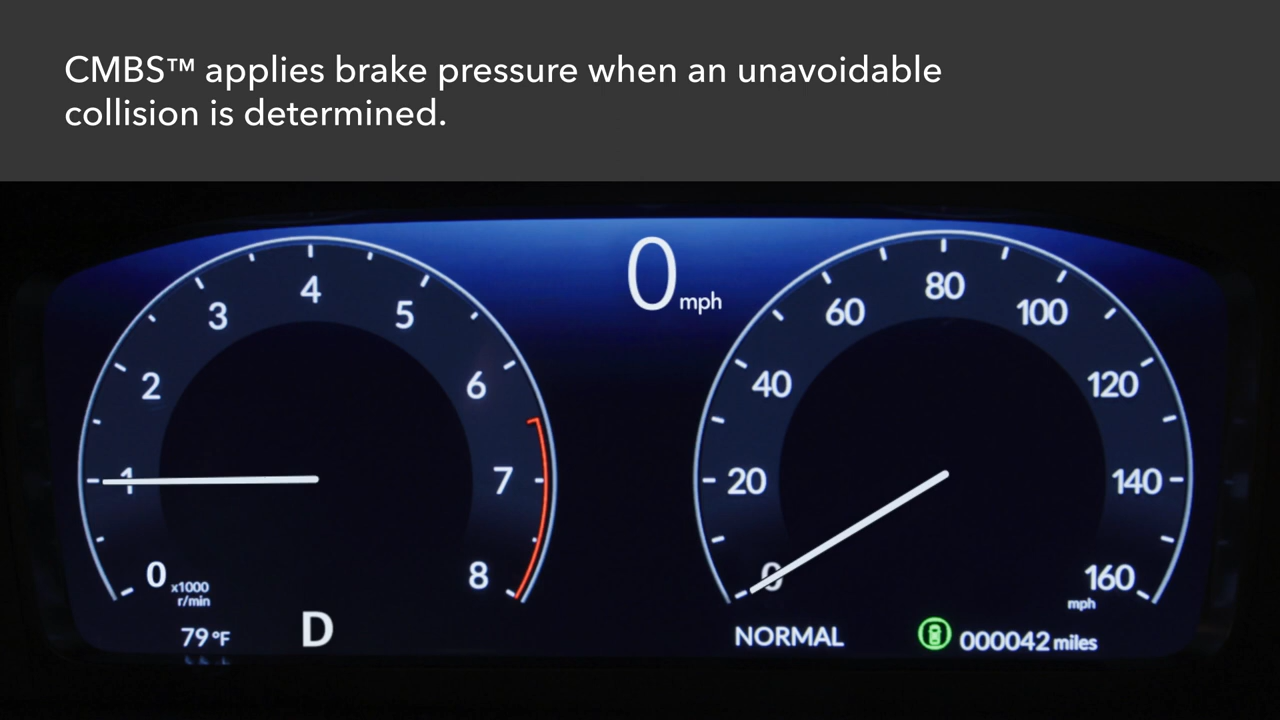 CMBS™ applies brake pressure when an unavoidable
collision is determined.
0 mph
4
3
5
2
6
1
7
0
8
x1000
r/min
80
60
100
40
120
20
140
0
160
mph
79°F
D
NORMAL
000042 miles